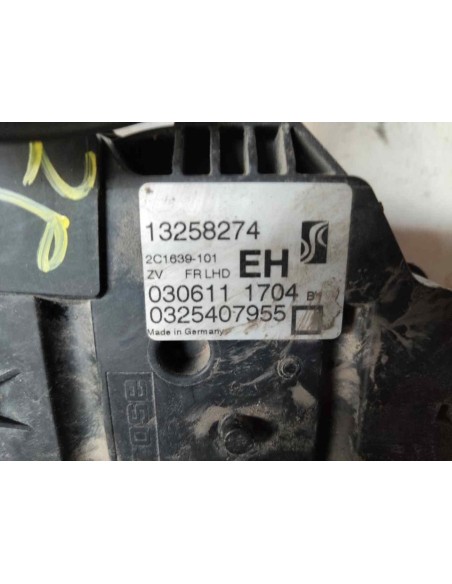 13258274
2C1639-101
ZV FR LHD EH
030611 1704
0325407955
Made in Germany